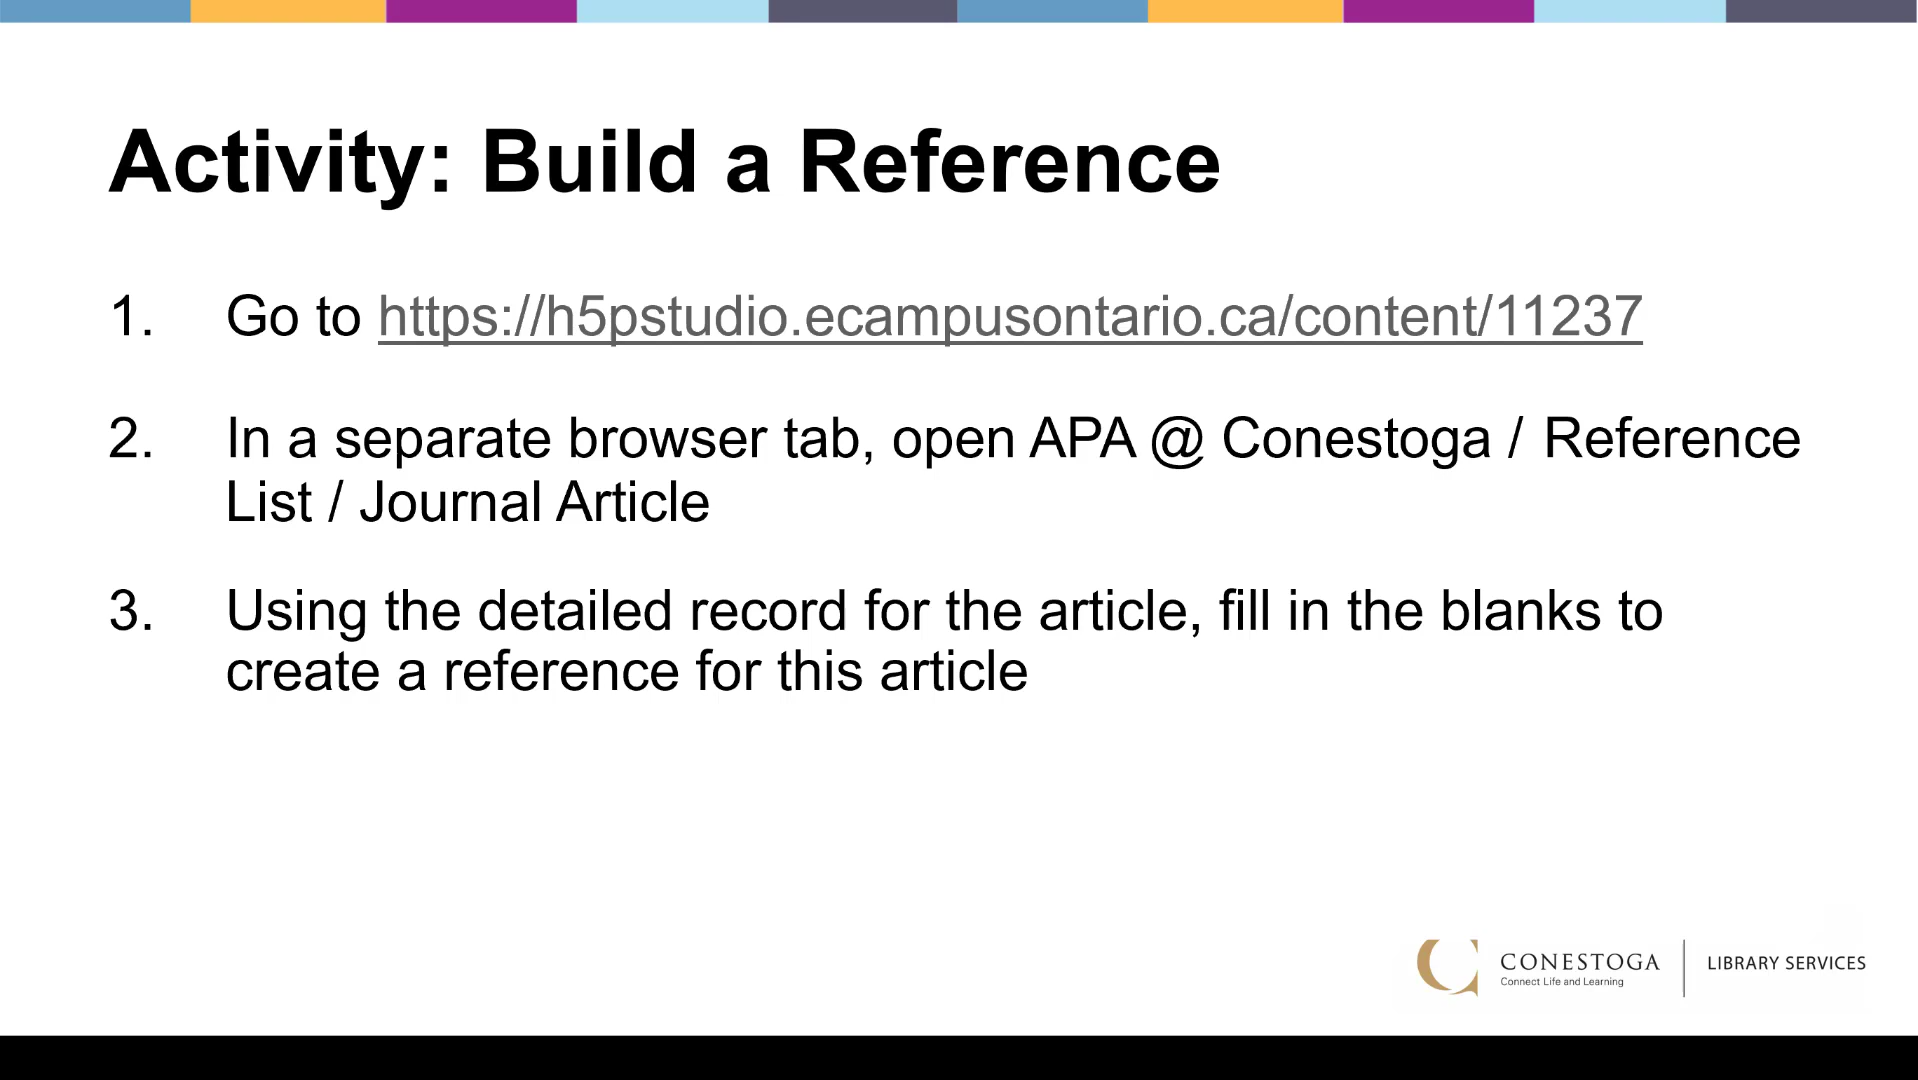 Activity: Build a Reference
1. Go to https://h5pstudio.ecampusontario.ca/content/11237
2. In a separate browser tab, open APA @ Conestoga / Reference
List / Journal Article
3. Using the detailed record for the article, fill in the blanks to
create a reference for this article
CONESTOGA
Connect Life and Learning
LIBRARY SERVICES